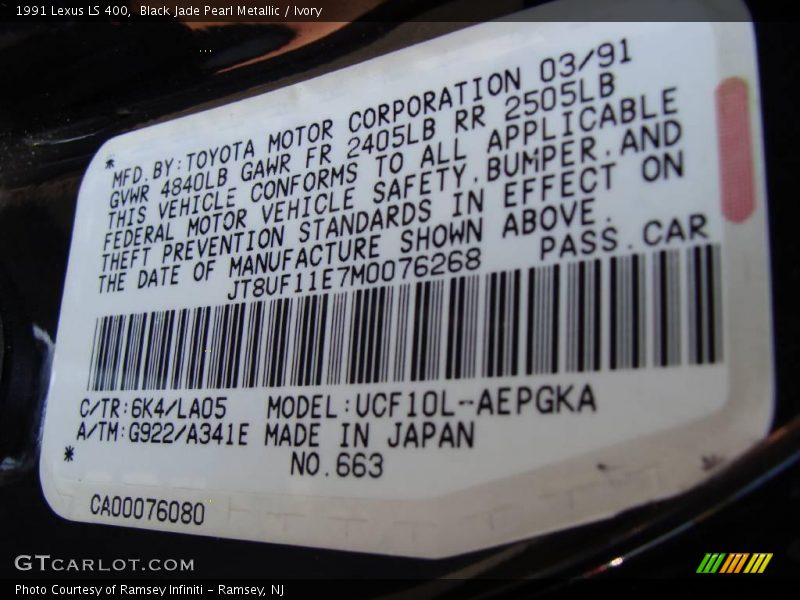 1991 Lexus LS 400,  Black Jade Pearl Metallic / Ivory
* MFD.BY:TOYOTA MOTOR CORPORATION 03/91
GVWR 4840LB GAWR FR 2405LB RR 2505LB
THIS VEHICLE CONFORMS TO ALL APPLICABLE
FEDERAL MOTOR VEHICLE SAFETY,BUMPER,AND
THEFT PREVENTION STANDARDS IN EFFECT ON
THE DATE OF MANUFACTURE SHOWN ABOVE.
JT8UF11E7M0076268 PASS.CAR
C/TR:6K4/LA05 MODEL:UCF10L-AEPGKA
A/TM:G922/A341E MADE IN JAPAN
* NO.663
CA00076080
GTCARLOT.COM
Photo Courtesy of Ramsey Infiniti - Ramsey, NJ